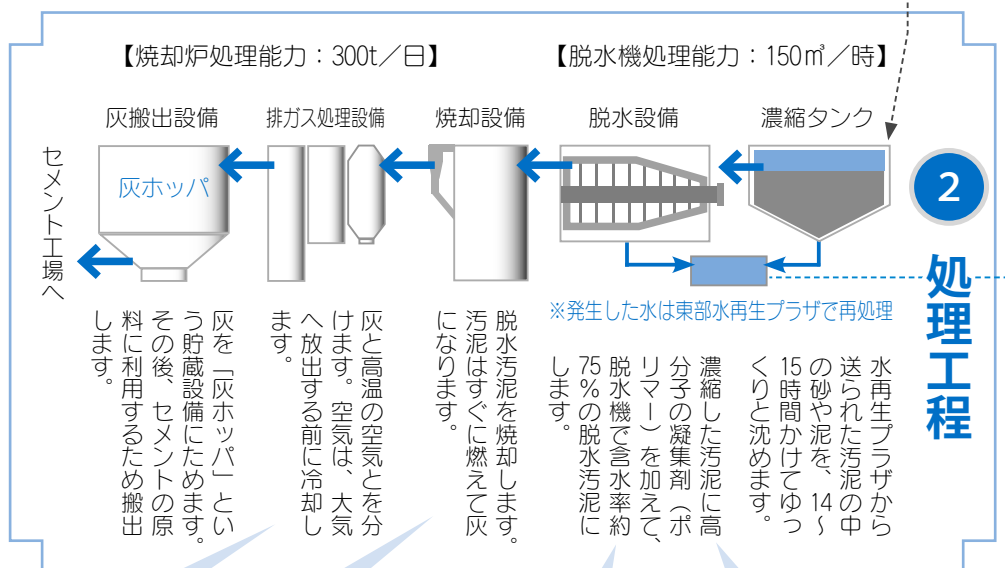 2
処理工程
【脱水機処理能力：150㎥／時】
【焼却炉処理能力：300t／日】
濃縮タンク
脱水設備
焼却設備
排ガス処理設備
灰搬出設備
灰ホッパ
セメント工場へ
※発生した水は東部水再生プラザで再処理
水再生プラザから
送られた汚泥の中
の砂や泥を、14～
15時間かけてゆっ
くりと沈めます。
濃縮した汚泥に高
分子の凝集剤（ポ
リマー）を加えて、
脱水機で含水率約
75％の脱水汚泥に
します。
脱水汚泥を焼却します。
汚泥はすぐに燃えて灰
になります。
灰と高温の空気とを分
けます。空気は、大気
へ放出する前に冷却し
ます。
灰を「灰ホッパ」とい
う貯蔵設備にためます。
その後、セメントの原
料に利用するため搬出
します。